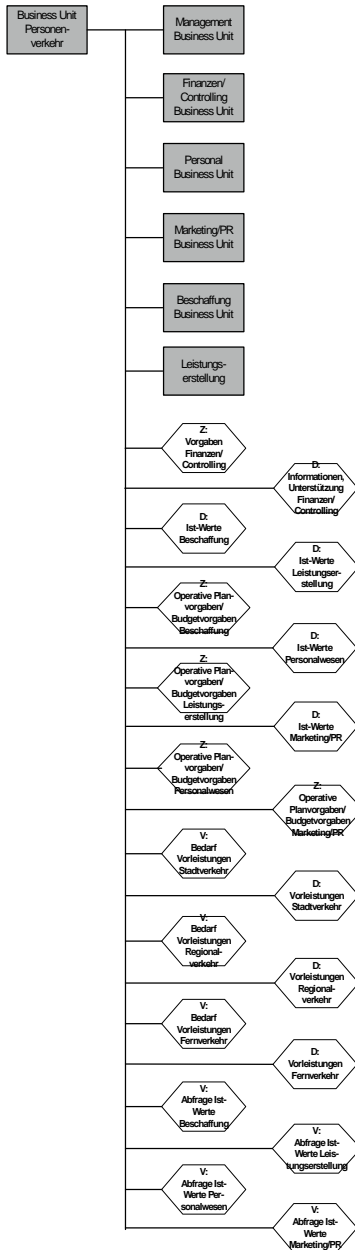 Business Unit
Personen-
verkehr
Management
Business Unit
Finanzen/
Controlling
Business Unit
Personal
Business Unit
Marketing/PR
Business Unit
Beschaffung
Business Unit
Leistungs-
erstellung
Z:
Vorgaben
Finanzen/
Controlling
D:
Informationen,
Unterstützung
Finanzen/
Controlling
D:
Ist-Werte
Beschaffung
D:
Ist-Werte
Leistungser-
stellung
Z:
Operative Plan-
vorgaben/
Budgetvorgaben
Beschaffung
D:
Ist-Werte
Personalwesen
Z:
Operative Plan-
vorgaben/
Budgetvorgaben
Leistungs-
erstellung
D:
Ist-Werte
Marketing/PR
Z:
Operative Plan-
vorgaben/
Budgetvorgaben
Personalwesen
Z:
Operative
Planvorgaben/
Budgetvorgaben
Marketing/PR
V:
Bedarf
Vorleistungen
Stadtverkehr
D:
Vorleistungen
Stadtverkehr
V:
Bedarf
Vorleistungen
Regional-
verkehr
D:
Vorleistungen
Regional-
verkehr
V:
Bedarf
Vorleistungen
Fernverkehr
D:
Vorleistungen
Fernverkehr
V:
Abfrage Ist-
Werte
Beschaffung
V:
Abfrage Ist-
Werte Leis-
tungserstellung
V:
Abfrage Ist-
Werte Per-
sonalwesen
V:
Abfrage Ist-
Werte
Marketing/PR